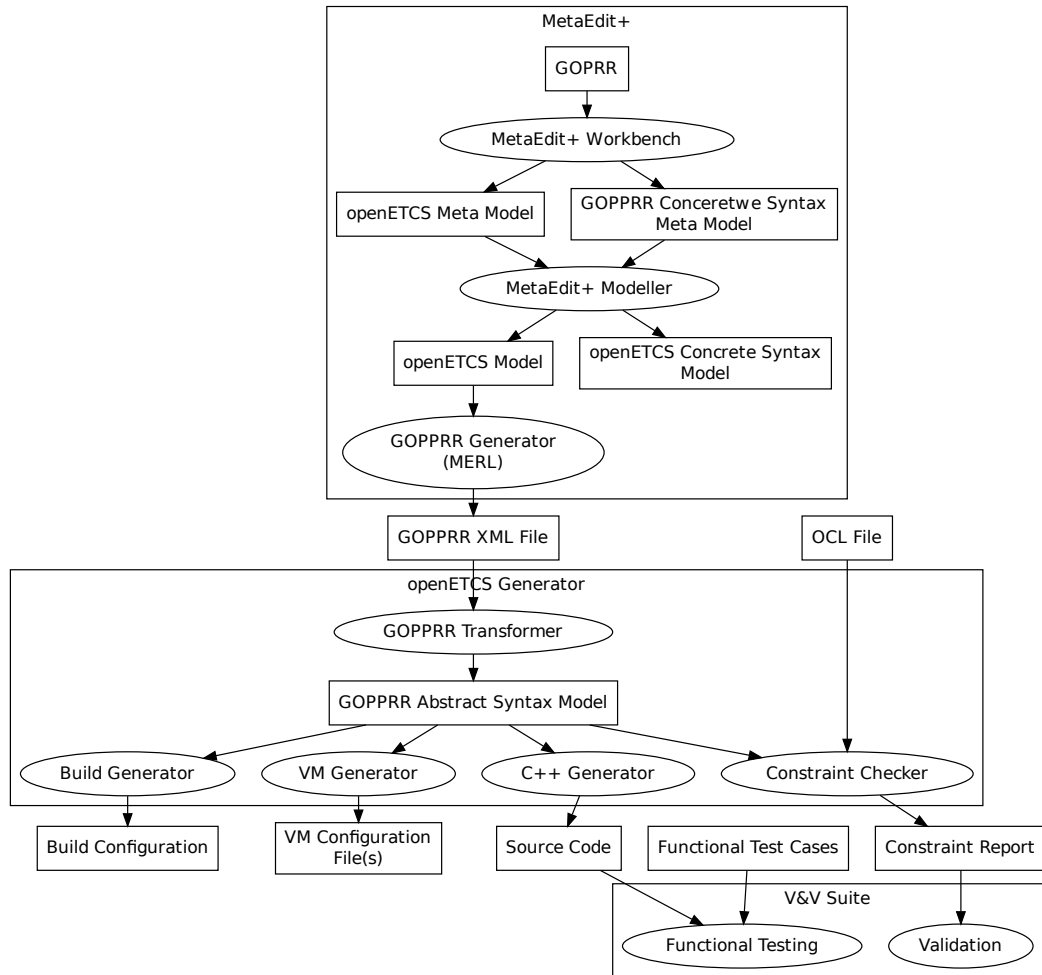 MetaEdit+
GOPRR
MetaEdit+ Workbench
openETCS Meta Model
GOPPRR Conceretwe Syntax
Meta Model
MetaEdit+ Modeller
openETCS Model
openETCS Concrete Syntax
Model
GOPPRR Generator
(MERL)
GOPPRR XML File
OCL File
openETCS Generator
GOPPRR Transformer
GOPPRR Abstract Syntax Model
Build Generator
VM Generator
C++ Generator
Constraint Checker
Build Configuration
VM Configuration
File(s)
Source Code
Functional Test Cases
Constraint Report
V&V Suite
Functional Testing
Validation